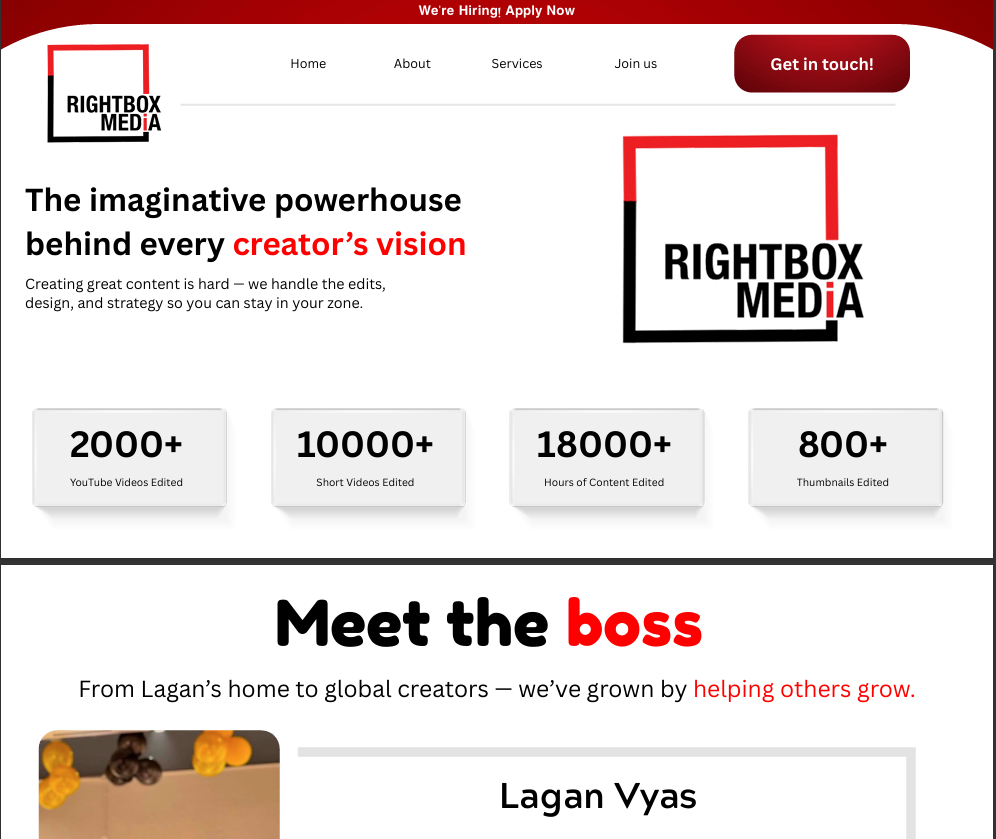 We're Hiring! Apply Now
Home About Services Join us Get in touch!
RIGHTBOX
MEDiA
The imaginative powerhouse
behind every creator's vision
Creating great content is hard — we handle the edits,
design, and strategy so you can stay in your zone.
RIGHTBOX
MEDiA
2000+
YouTube Videos Edited
10000+
Short Videos Edited
18000+
Hours of Content Edited
800+
Thumbnails Edited
Meet the boss
From Lagan's home to global creators — we've grown by helping others grow.
Lagan Vyas